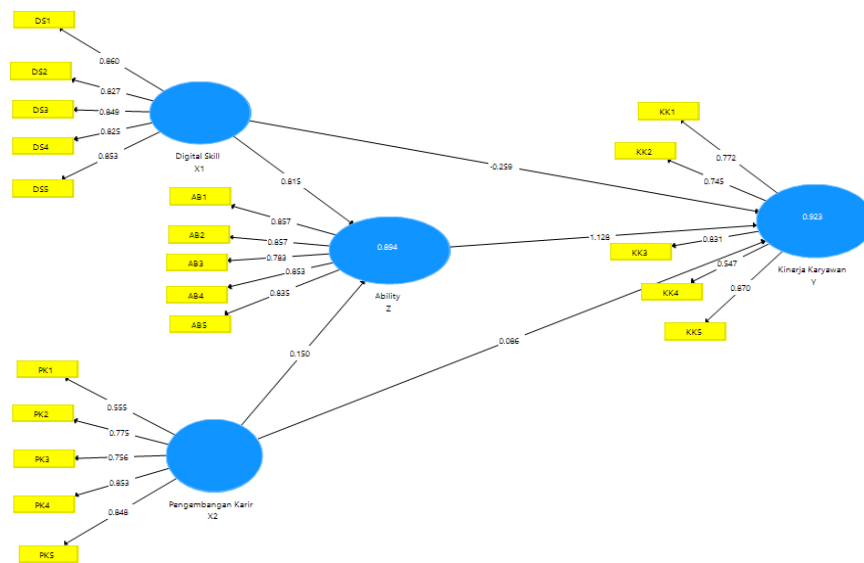 DS1
0.860
DS2
0.827
DS3
0.849
DS4
0.825
DS5
0.853
Digital Skill
X1
0.815
-0.259
AB1
0.857
AB2
0.857
AB3
0.783
AB4
0.853
AB5
0.835
0.894
Ability
Z
1.128
KK1
0.772
KK2
0.745
KK3
0.831
KK4
0.547
KK5
0.870
0.923
Kinerja Karyawan
Y
0.150
0.086
PK1
0.555
PK2
0.775
PK3
0.756
PK4
0.853
PK5
0.848
Pengembangan Karir
X2